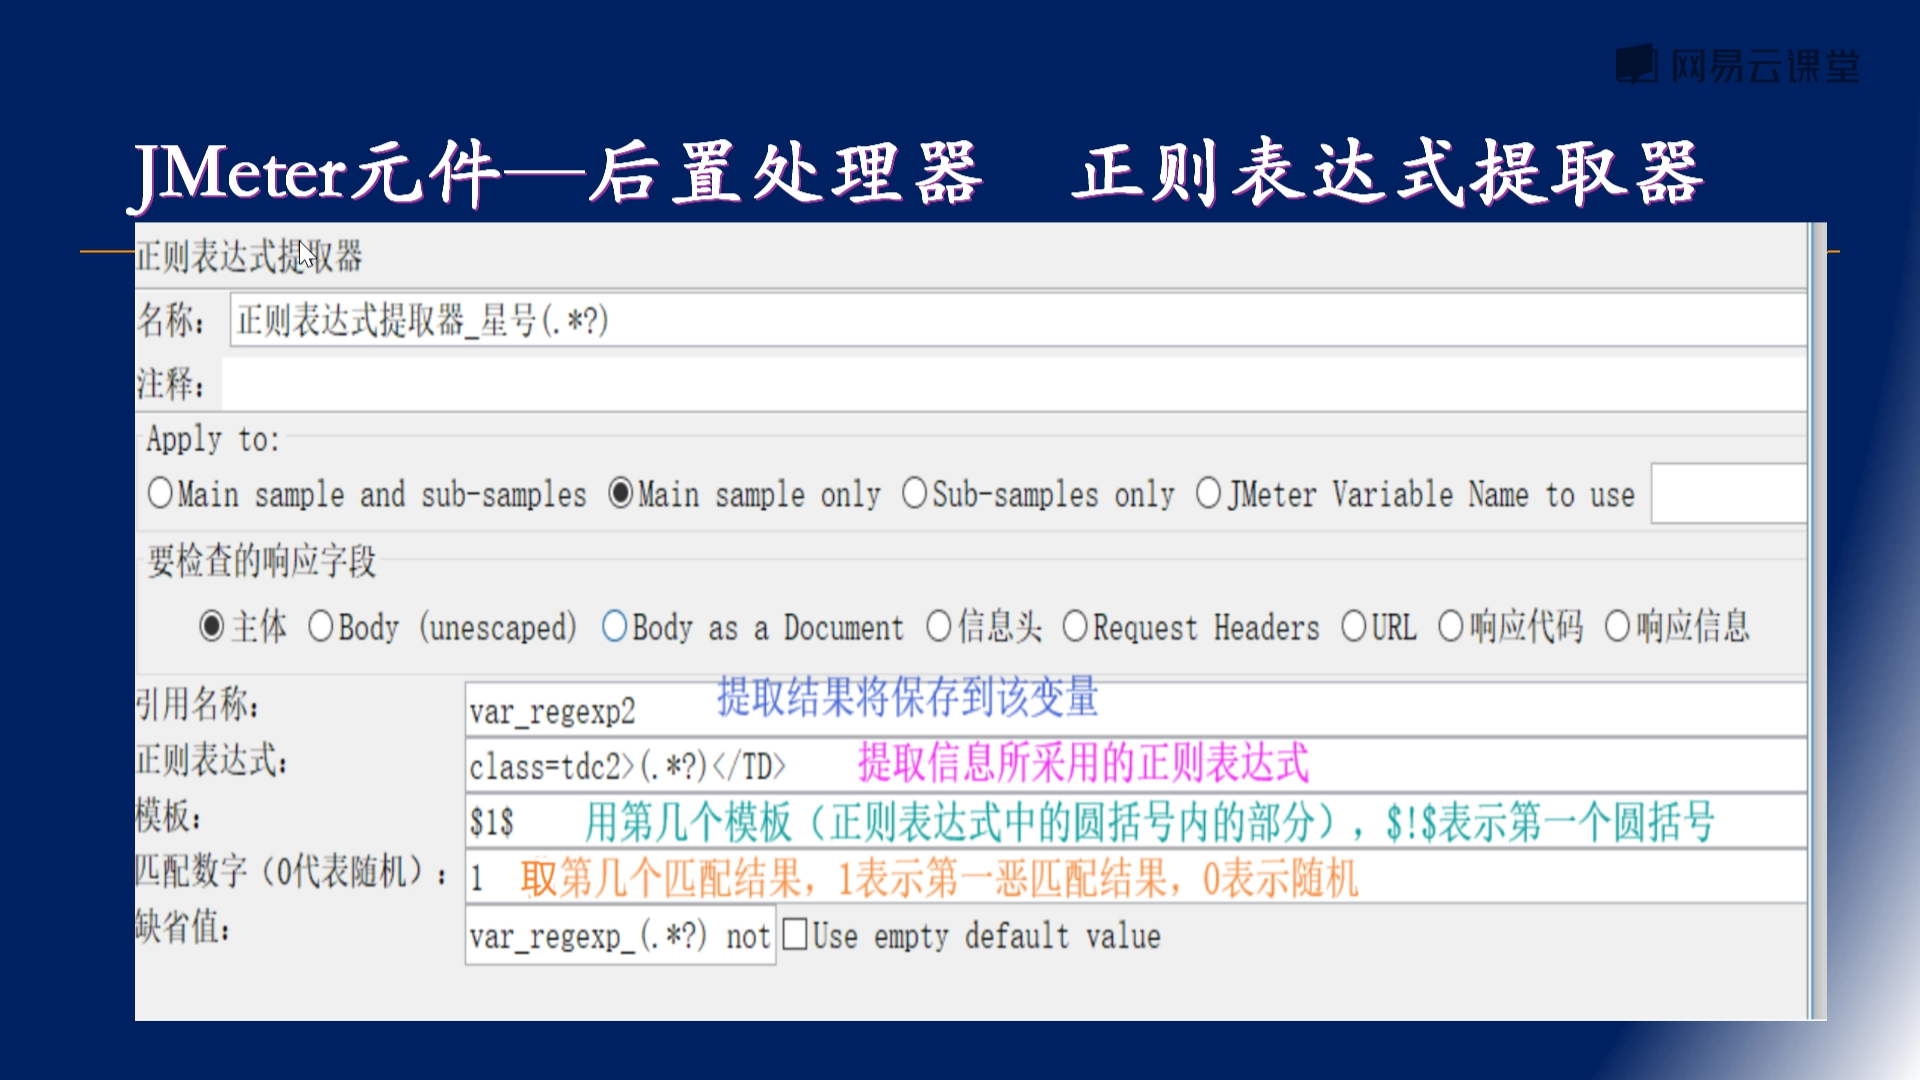 网易云课堂
JMeter元件—后置处理器 正则表达式提取器
正则表达式提取器
名称： 正则表达式提取器_星号(.*?)
注释：
Apply to:
Main sample and sub-samples Main sample only Sub-samples only JMeter Variable Name to use
要检查的响应字段
主体 Body (unescaped) Body as a Document 信息头 Request Headers URL 响应代码 响应信息
引用名称： var_regexp2 提取结果将保存到该变量
正则表达式： class=tdc2>(.*?)</TD> 提取信息所采用的正则表达式
模板： $1$ 用第几个模板（正则表达式中的圆括号内的部分），$!$表示第一个圆括号
匹配数字（0代表随机）： 1 取第几个匹配结果，1表示第一恶匹配结果，0表示随机
缺省值： var_regexp_(.*?) not Use empty default value